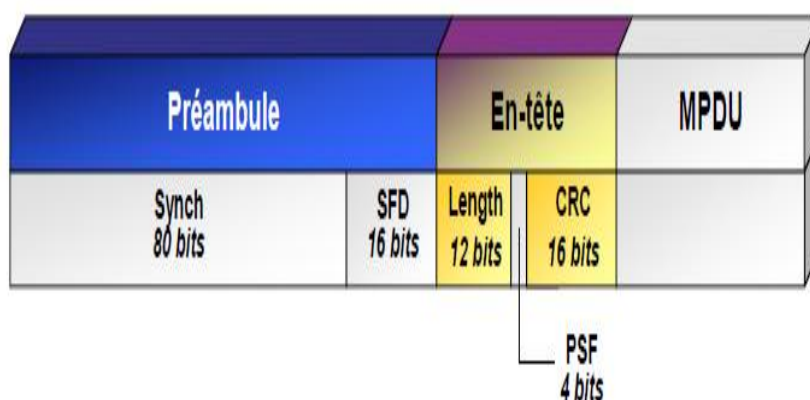 Préambule En-tête MPDU
Synch SFD Length CRC
80 bits 16 bits 12 bits 16 bits
PSF
4 bits